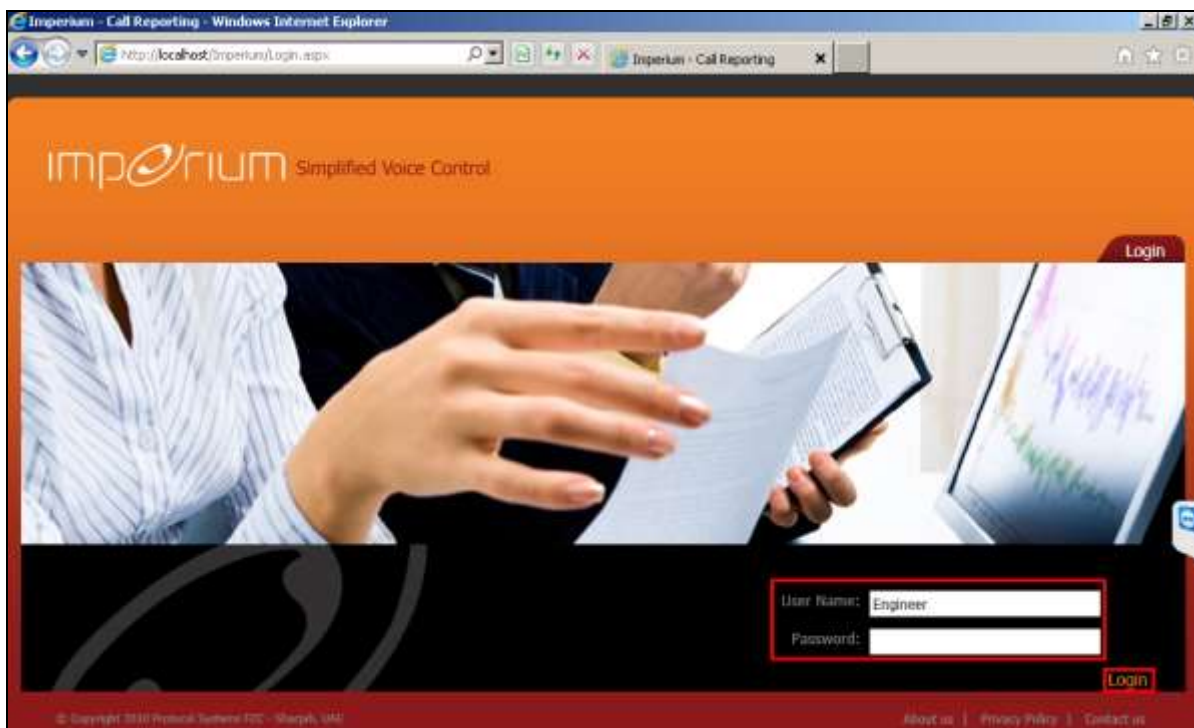 Imperium - Call Reporting - Windows Internet Explorer
http://localhost/Imperium/Login.aspx
Imperium - Call Reporting
imperium Simplified Voice Control
Login
User Name: Engineer
Password:
Login
© Copyright 2010 Protocol Systems FZC - Sharjah, UAE
About us | Privacy Policy | Contact us